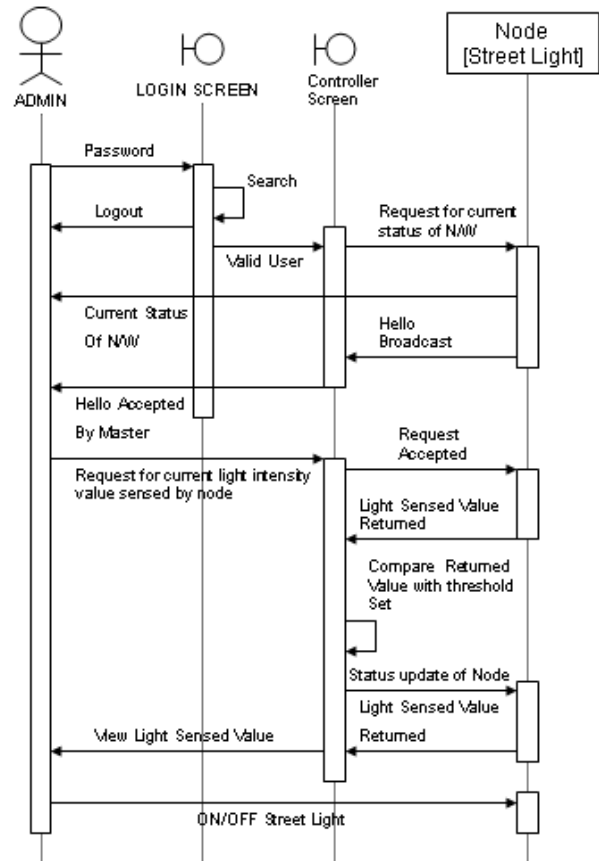 Node
[Street Light]
ADMIN
LOGIN SCREEN
Controller
Screen
Password
Search
Logout
Request for current
status of N/W
Valid User
Current Status
Of N/W
Hello
Broadcast
Hello Accepted
By Master
Request
Accepted
Request for current light intensity
value sensed by node
Light Sensed Value
Returned
Compare Returned
Value with threshold
Set
Status update of Node
Light Sensed Value
Returned
View Light Sensed Value
ON/OFF Street Light